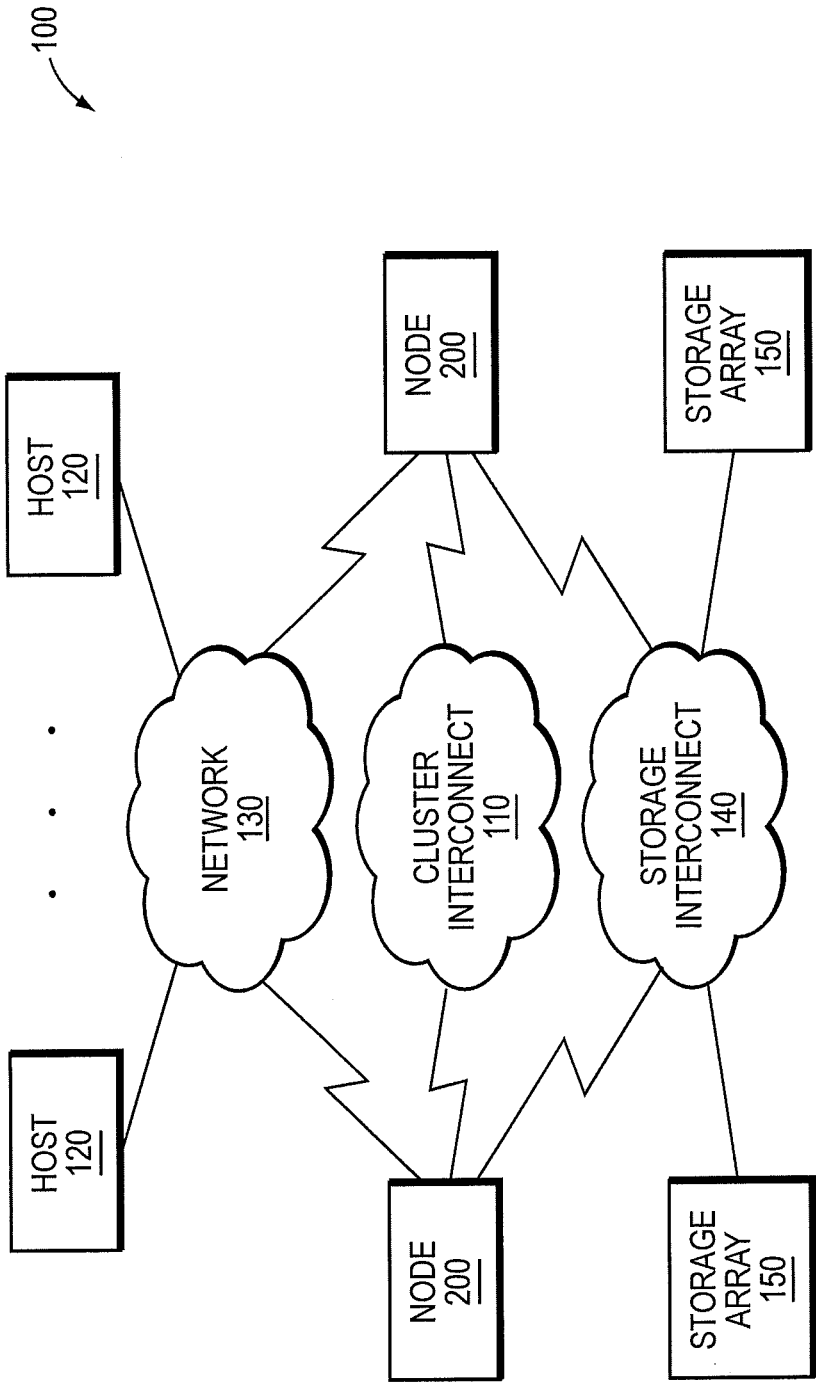 100
HOST
120
HOST
120
NETWORK
130
NODE
200
CLUSTER
INTERCONNECT
110
NODE
200
STORAGE
INTERCONNECT
140
STORAGE
ARRAY
150
STORAGE
ARRAY
150